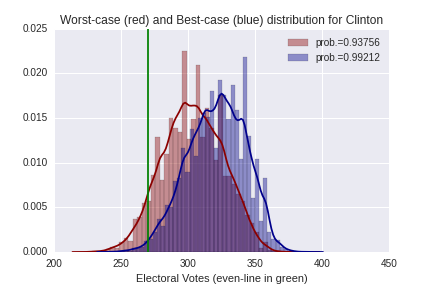 Worst-case (red) and Best-case (blue) distribution for Clinton
0.025
0.020
0.015
0.010
0.005
0.000
prob.=0.93756
prob.=0.99212
200 250 300 350 400 450
Electoral Votes (even-line in green)